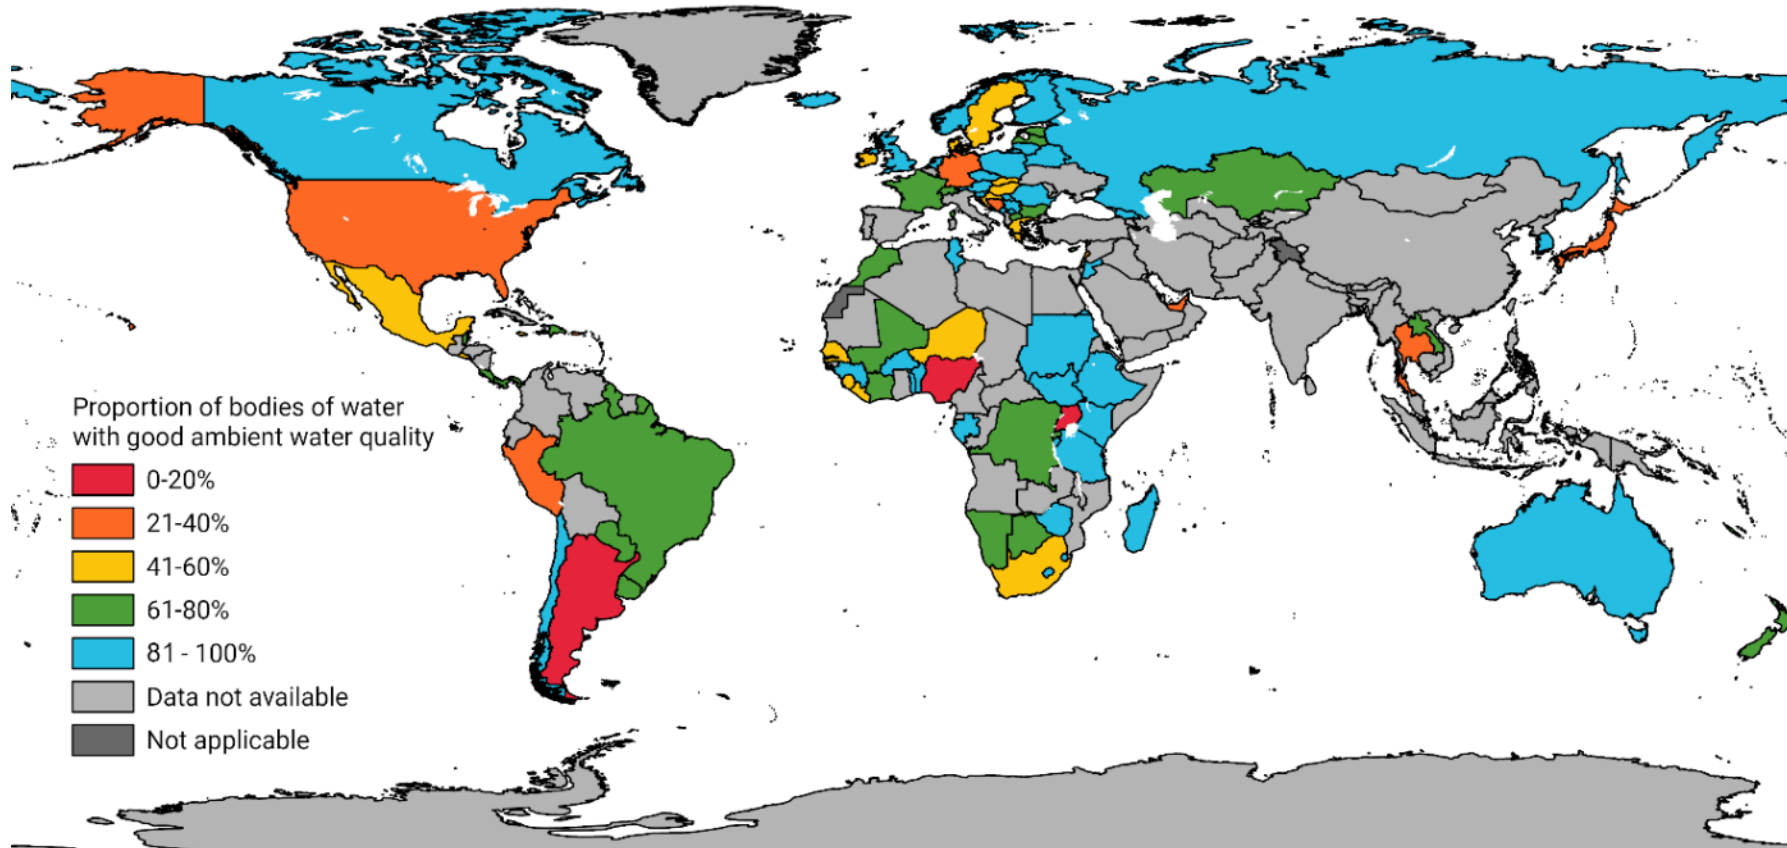 Proportion of bodies of water
with good ambient water quality
0-20%
21-40%
41-60%
61-80%
81 - 100%
Data not available
Not applicable